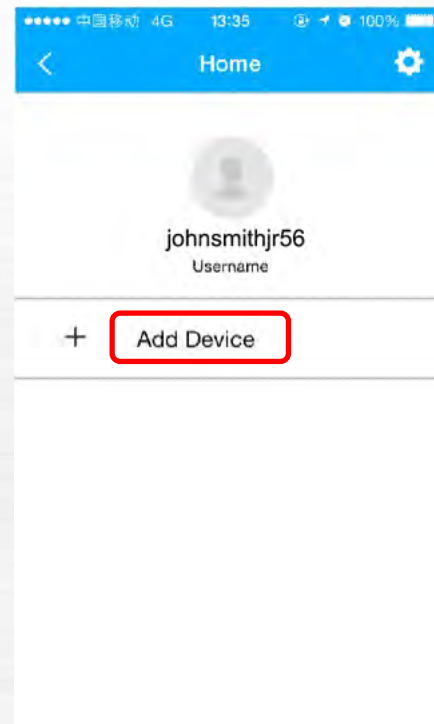 中国移动 4G 13:35 100%
Home
johnsmithjr56
Username
+ Add Device